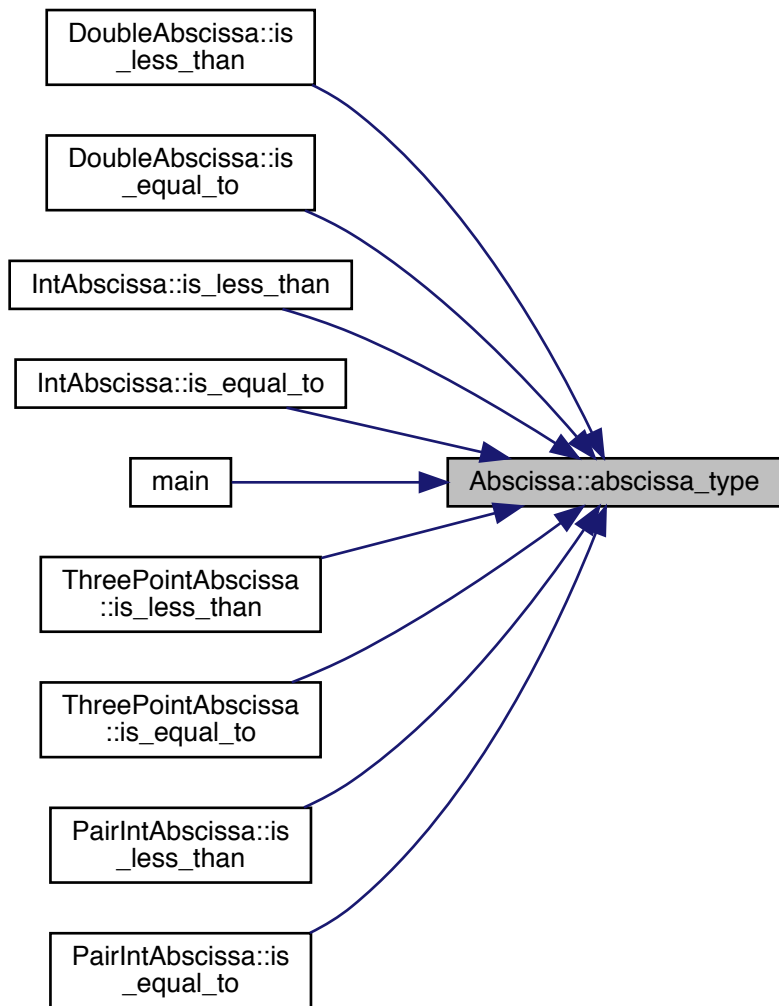 DoubleAbscissa::is
_less_than
DoubleAbscissa::is
_equal_to
IntAbscissa::is_less_than
IntAbscissa::is_equal_to
main
Abscissa::abscissa_type
ThreePointAbscissa
::is_less_than
ThreePointAbscissa
::is_equal_to
PairIntAbscissa::is
_less_than
PairIntAbscissa::is
_equal_to